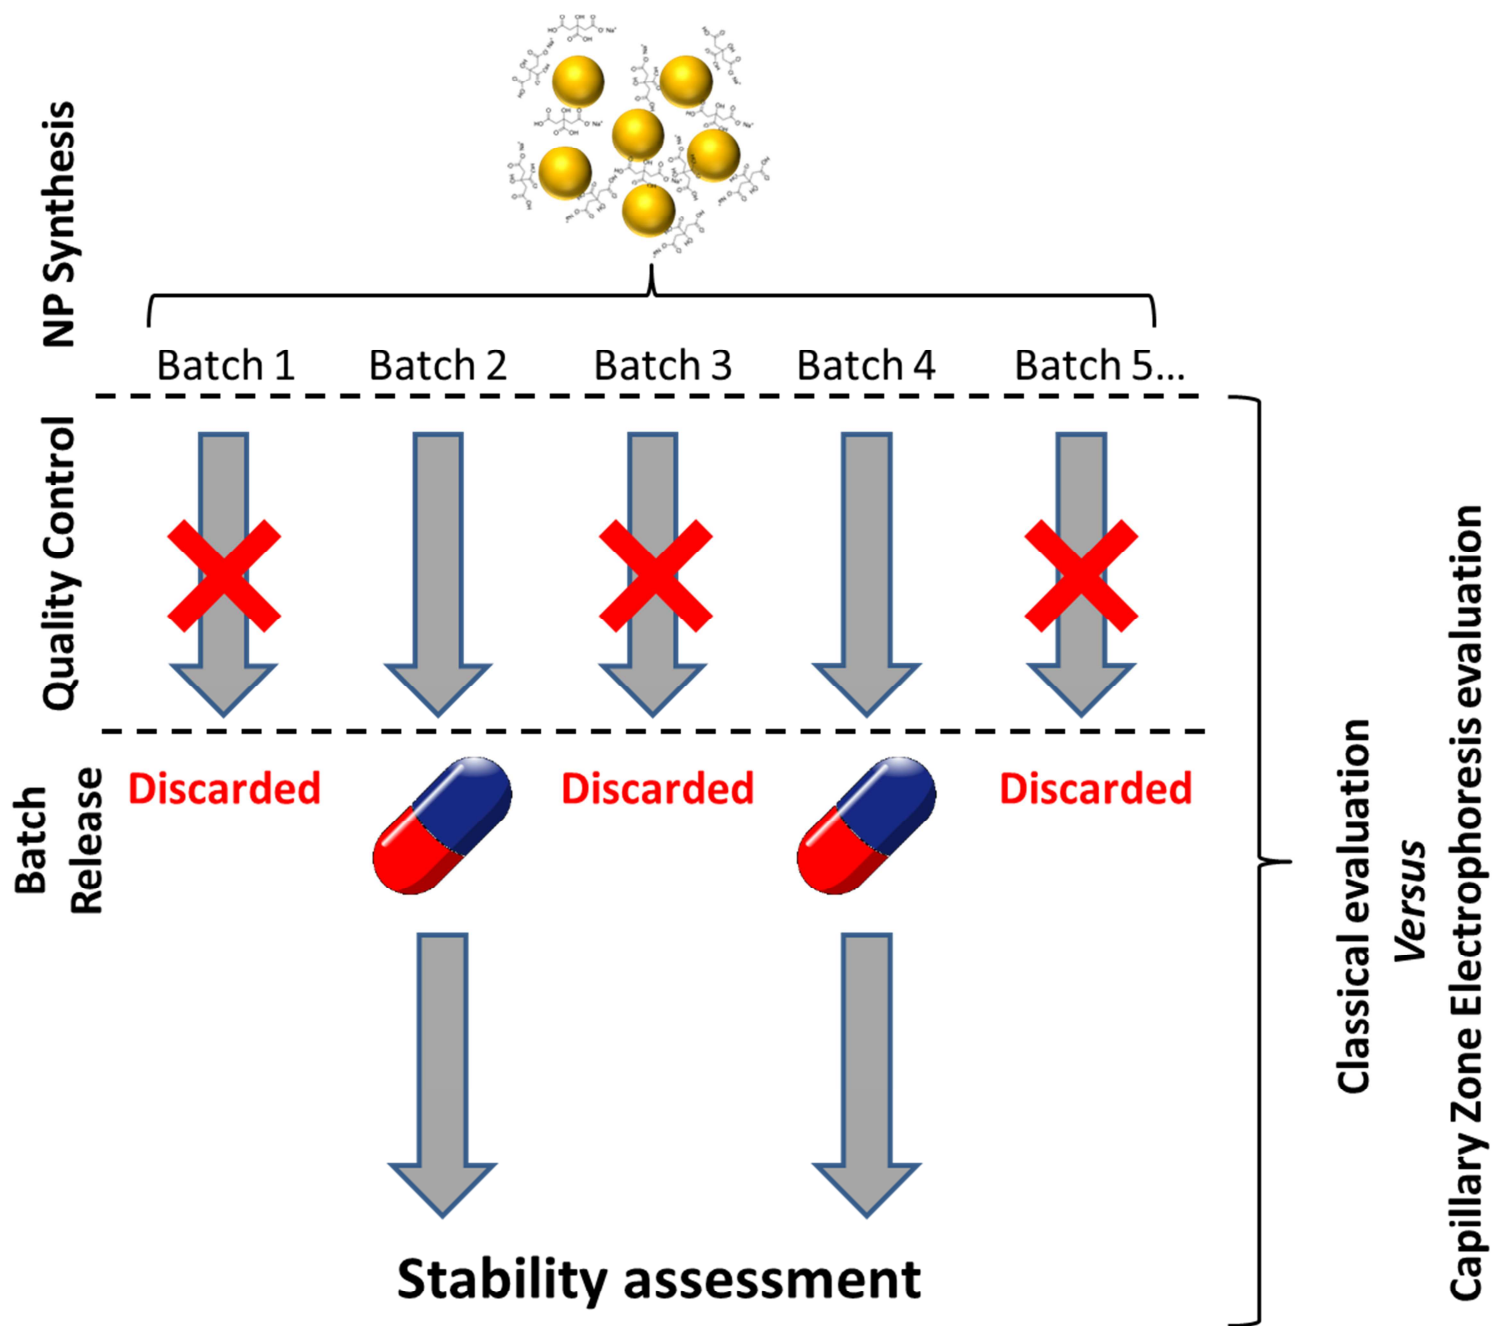 NP Synthesis
Batch 1
Batch 2
Batch 3
Batch 4
Batch 5...
Quality Control
Batch
Release
Discarded
Discarded
Discarded
Stability assessment
Classical evaluation
Versus
Capillary Zone Electrophoresis evaluation